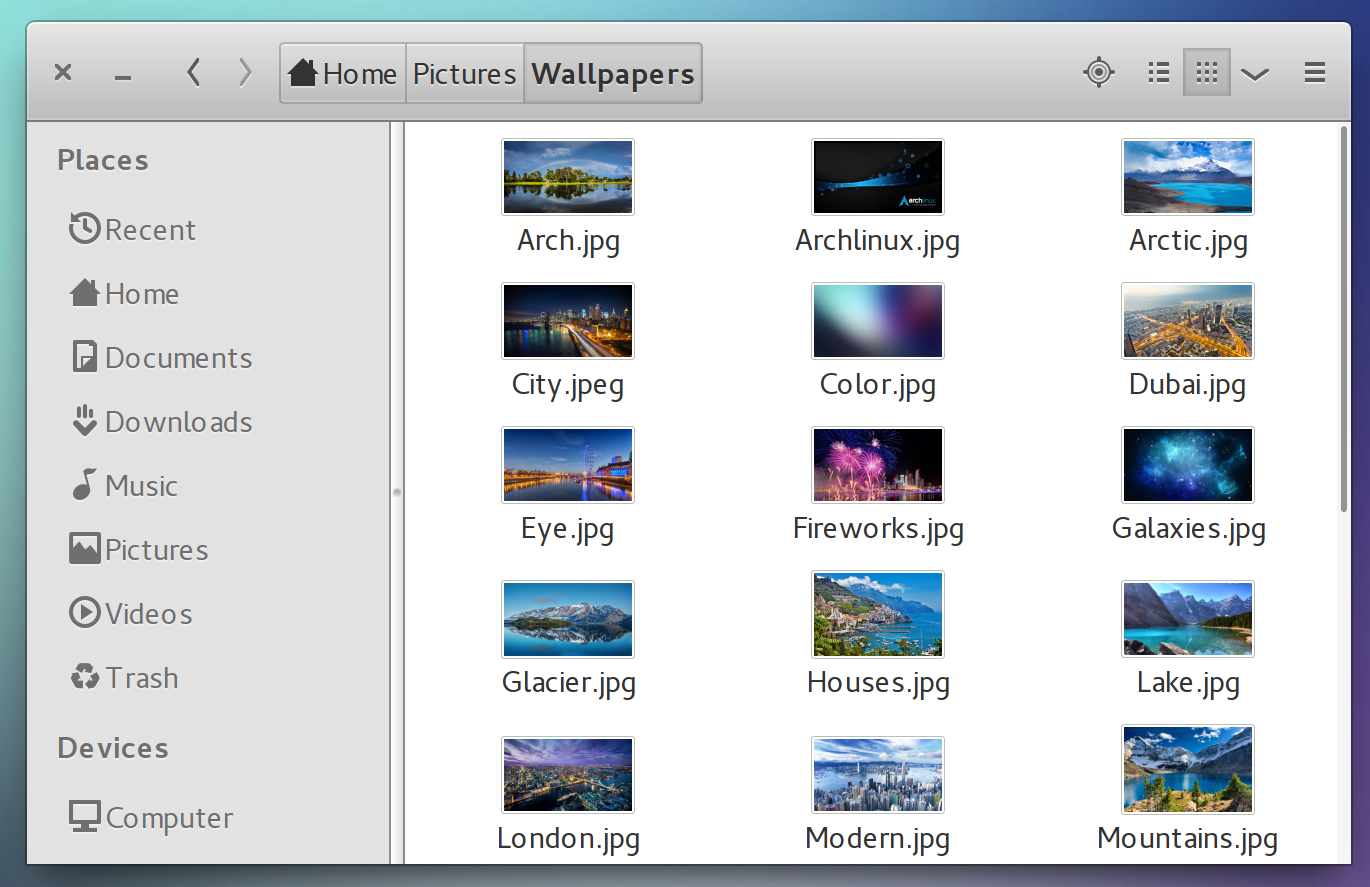 Home Pictures Wallpapers
Places
Recent
Home
Documents
Downloads
Music
Pictures
Videos
Trash
Devices
Computer
archlinux
Arch.jpg Archlinux.jpg Arctic.jpg
City.jpeg Color.jpg Dubai.jpg
Eye.jpg Fireworks.jpg Galaxies.jpg
Glacier.jpg Houses.jpg Lake.jpg
London.jpg Modern.jpg Mountains.jpg